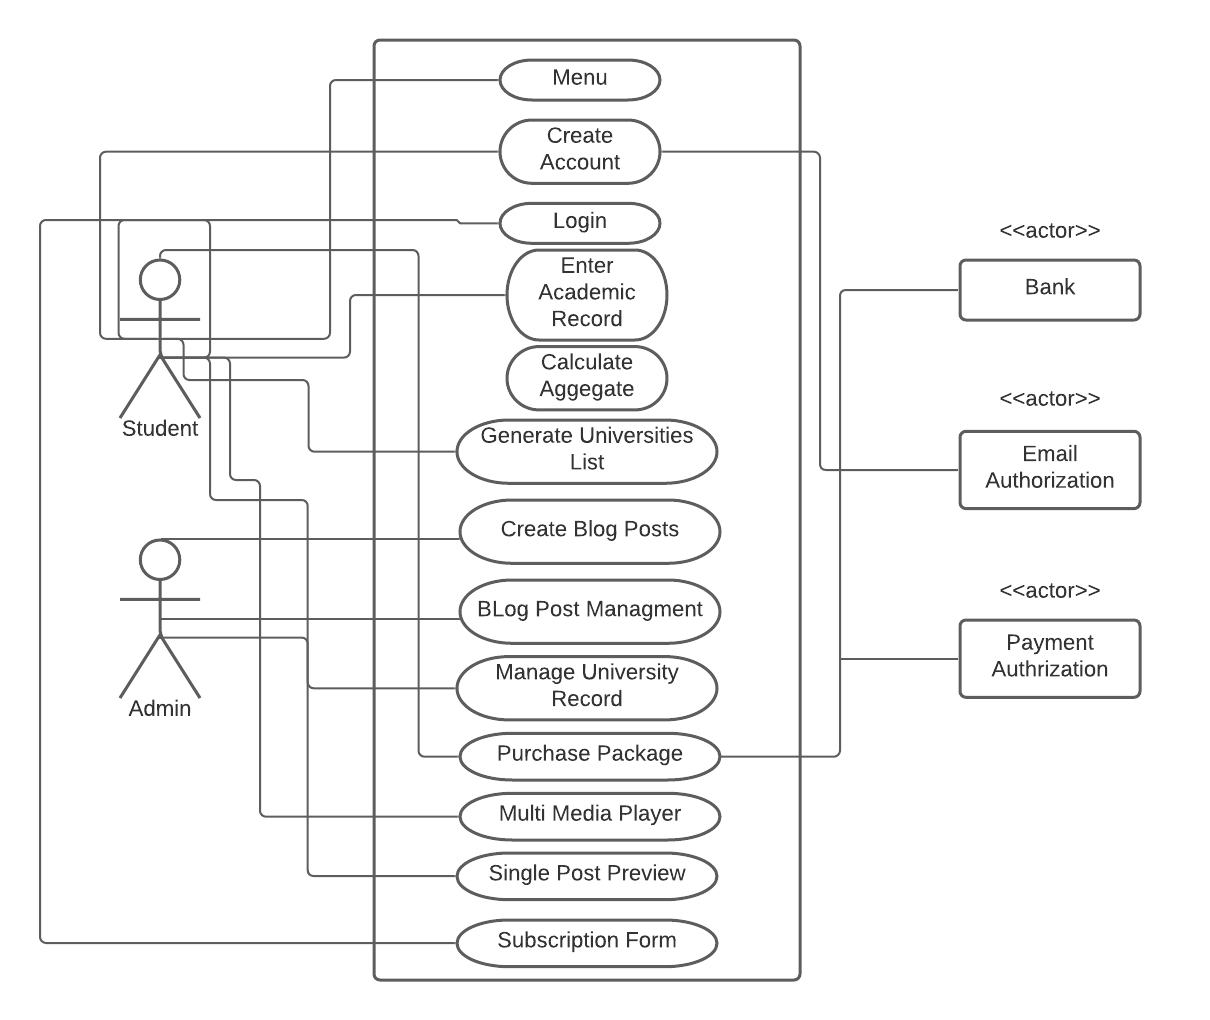 Menu
Create
Account
Login
Enter
Academic
Record
Calculate
Aggegate
Generate Universities
List
Create Blog Posts
BLog Post Managment
Manage University
Record
Purchase Package
Multi Media Player
Single Post Preview
Subscription Form
Student
Admin
<<actor>>
Bank
<<actor>>
Email
Authorization
<<actor>>
Payment
Authrization